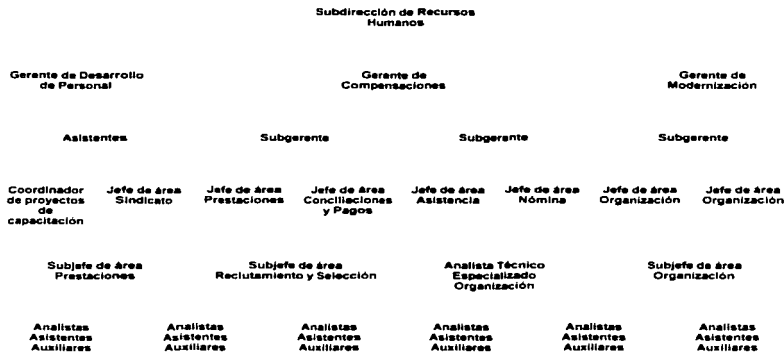 Subdirección de Recursos
Humanos
Gerente de Desarrollo
de Personal
Gerente de
Compensaciones
Gerente de
Modernización
Asistentes
Subgerente
Subgerente
Subgerente
Coordinador
de proyectos
de
capacitación
Jefe de área
Sindicato
Jefe de área
Prestaciones
Jefe de área
Conciliaciones
y Pagos
Jefe de área
Asistencia
Jefe de área
Nómina
Jefe de área
Organización
Jefe de área
Organización
Subjefe de área
Prestaciones
Subjefe de área
Reclutamiento y Selección
Analista Técnico
Especializado
Organización
Subjefe de área
Organización
Analistas
Asistentes
Auxiliares
Analistas
Asistentes
Auxiliares
Analistas
Asistentes
Auxiliares
Analistas
Asistentes
Auxiliares
Analistas
Asistentes
Auxiliares
Analistas
Asistentes
Auxiliares